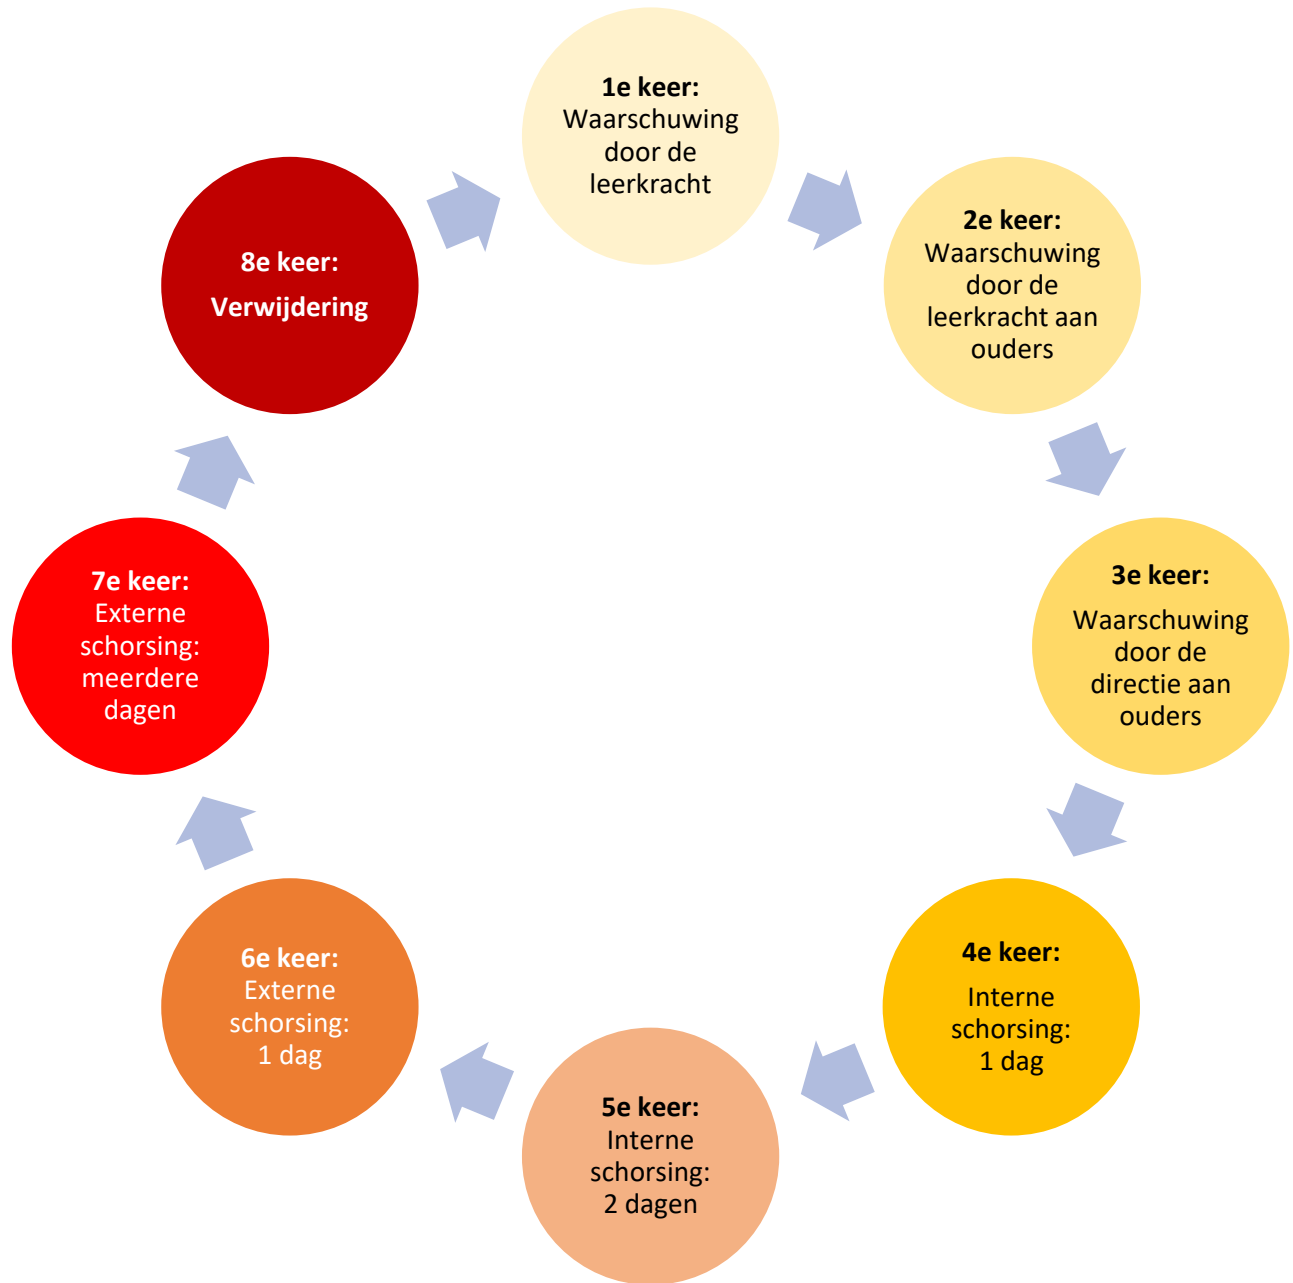 1e keer:
Waarschuwing
door de
leerkracht
2e keer:
Waarschuwing
door de
leerkracht aan
ouders
3e keer:
Waarschuwing
door de
directie aan
ouders
4e keer:
Interne
schorsing:
1 dag
5e keer:
Interne
schorsing:
2 dagen
6e keer:
Externe
schorsing:
1 dag
7e keer:
Externe
schorsing:
meerdere
dagen
8e keer:
Verwijdering